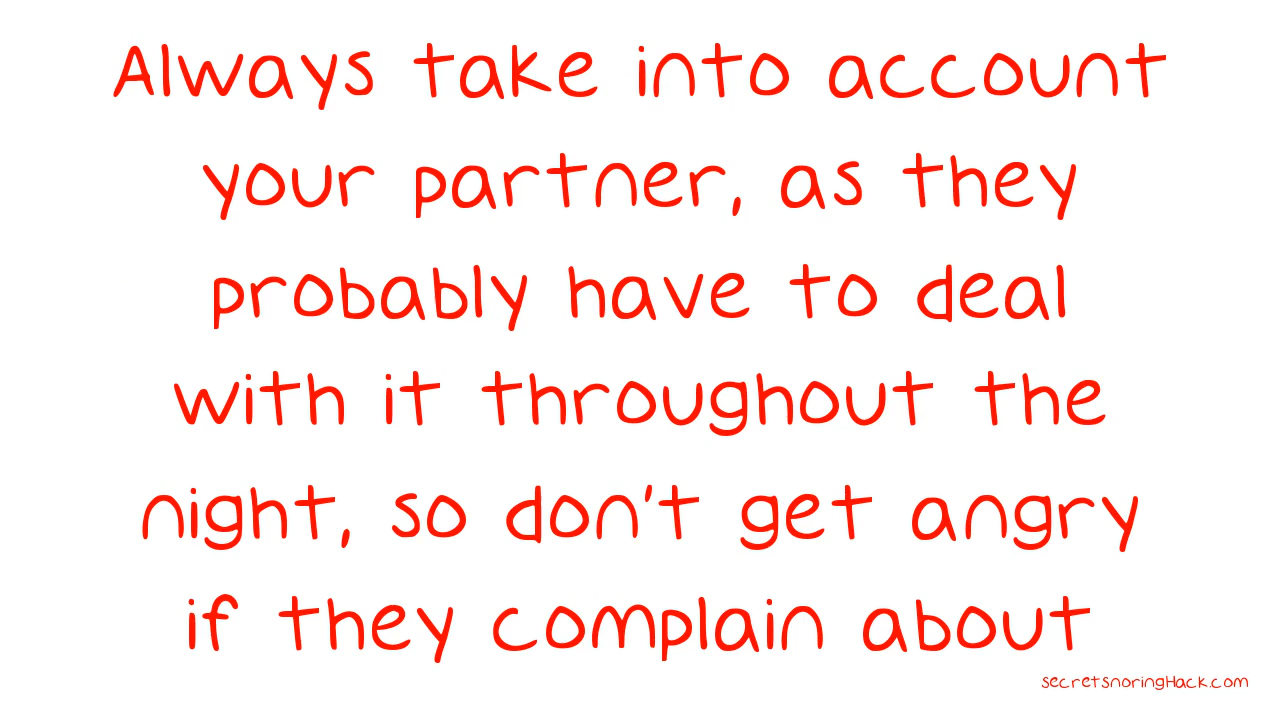 Always take into account
your partner, as they
probably have to deal
with it throughout the
night, so don't get angry
if they complain about
secretsnoringHack.com